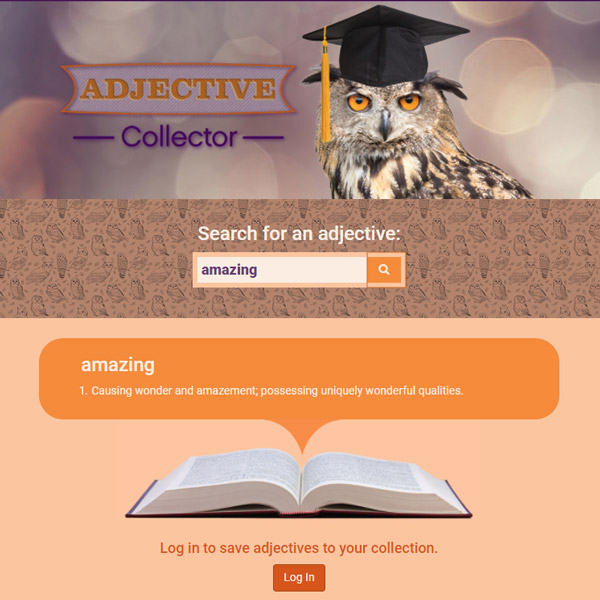 ADJECTIVE
Collector
Search for an adjective:
amazing
amazing
1. Causing wonder and amazement; possessing uniquely wonderful qualities.
Log in to save adjectives to your collection.
Log In